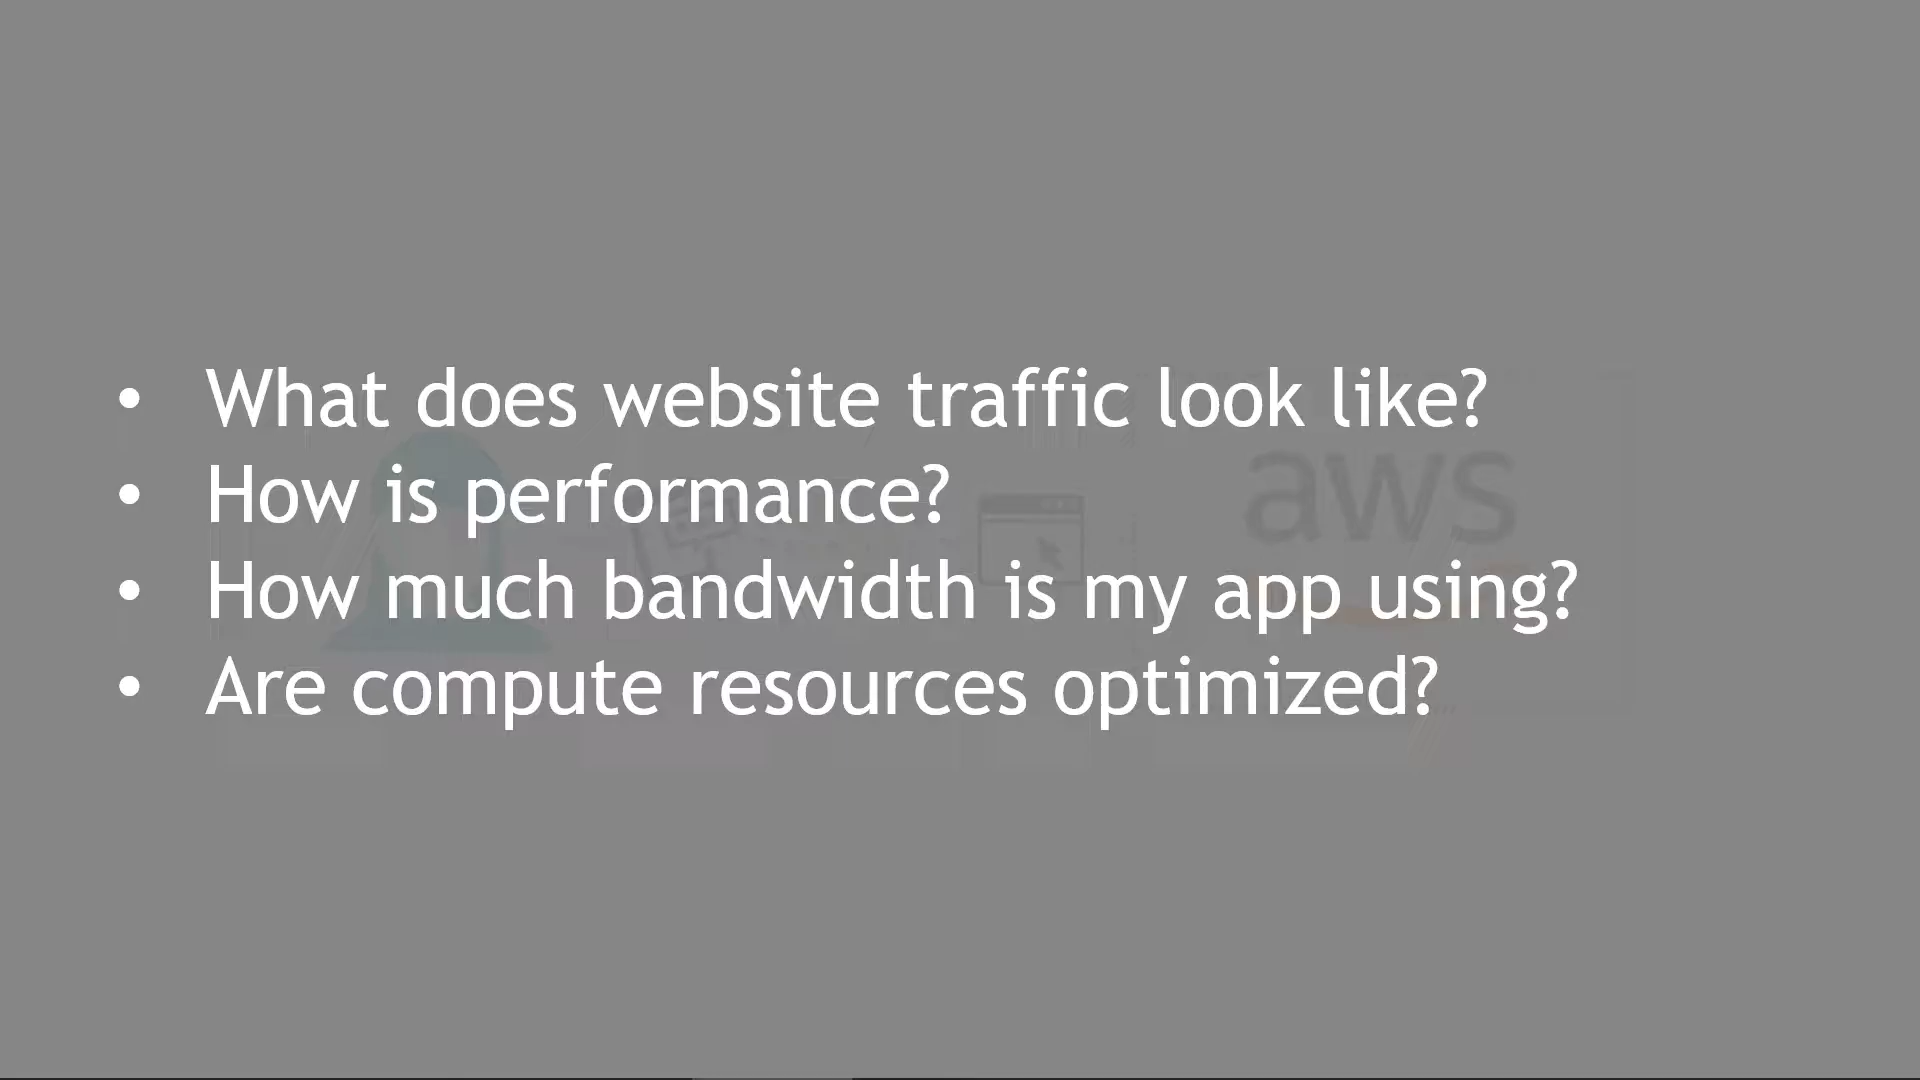 • What does website traffic look like?
• How is performance?
aws
• How much bandwidth is my app using?
• Are compute resources optimized?